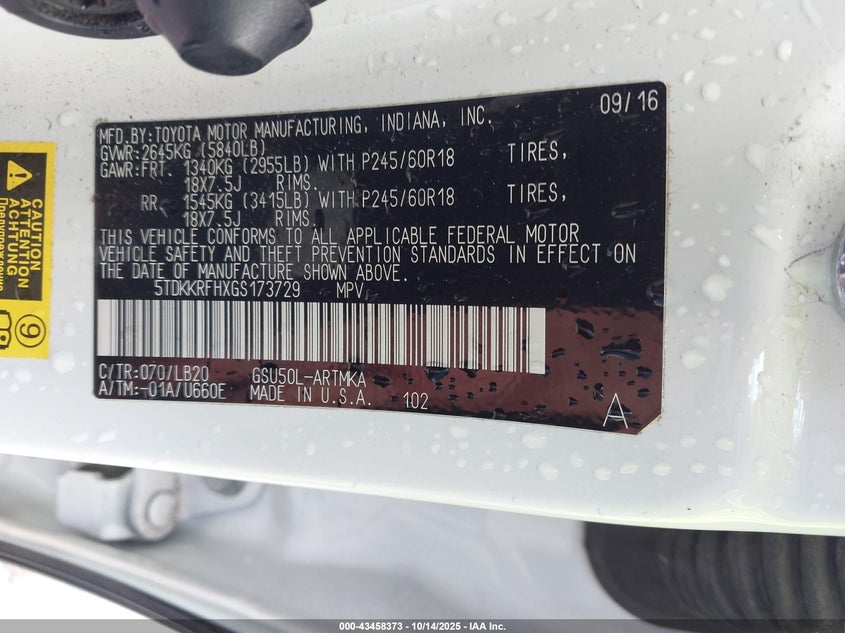 09/16
MFD.BY:TOYOTA MOTOR MANUFACTURING, INDIANA, INC.
GVWR:2645KG (5840LB)
GAWR:FRT. 1340KG (2955LB) WITH P245/60R18 TIRES,
18X7.5J RIMS.
RR. 1545KG (3415LB) WITH P245/60R18 TIRES,
18X7.5J RIMS.
THIS VEHICLE CONFORMS TO ALL APPLICABLE FEDERAL MOTOR
VEHICLE SAFETY AND THEFT PREVENTION STANDARDS IN EFFECT ON
THE DATE OF MANUFACTURE SHOWN ABOVE.
5TDKKRFHXGS173729 MPV
C/TR:070/LB20 GSU50L-ARTMKA
A/TM:-01A/U660E MADE IN U.S.A. 102
A
CAUTION
ATTENTION
ACHTUNG
Предупреждение
9
000-43458373 - 10/14/2025 - IAA Inc.